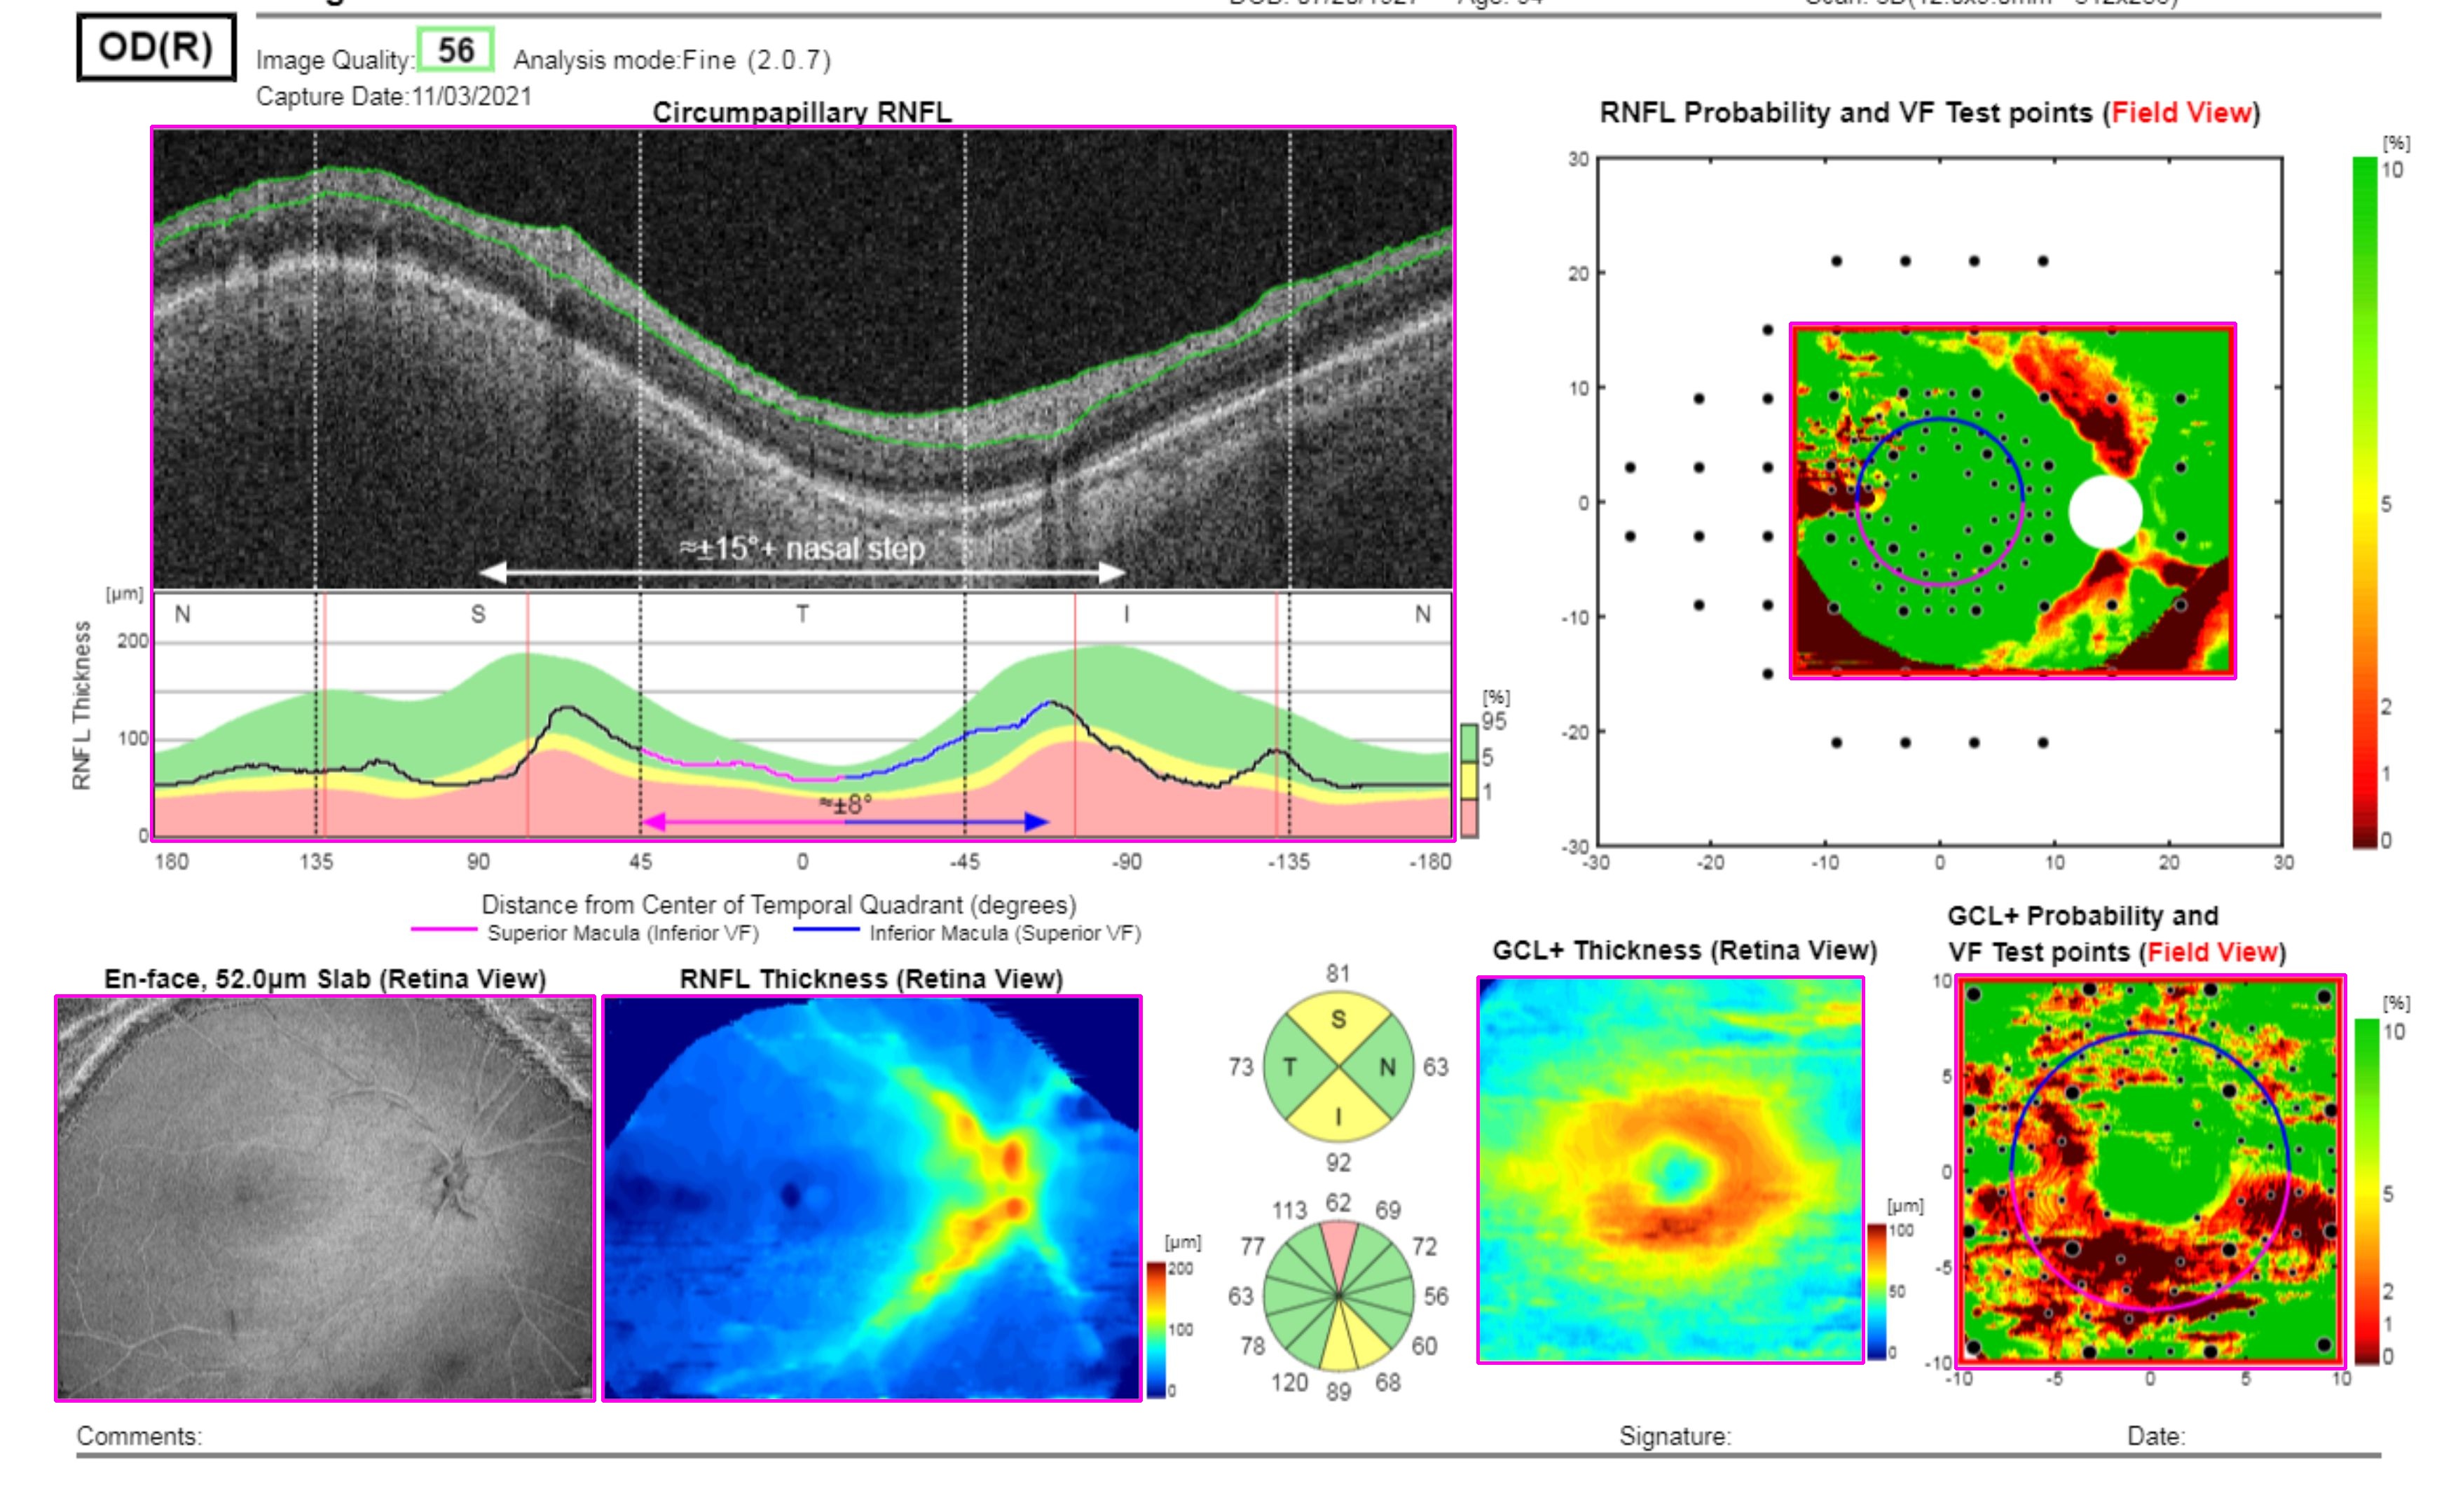 OD(R)
Image Quality: 56 Analysis mode:Fine (2.0.7)
Capture Date:11/03/2021
Circumpapillary RNFL
≈±15°+ nasal step
[µm]
N S T I N
RNFL Thickness
200
100
0
≈±8°
[%]
95
5
1
180 135 90 45 0 -45 -90 -135 -180
Distance from Center of Temporal Quadrant (degrees)
Superior Macula (Inferior VF) Inferior Macula (Superior VF)
RNFL Probability and VF Test points (Field View)
30
20
10
0
-10
-20
-30
-30 -20 -10 0 10 20 30
[%]
10
5
2
1
0
En-face, 52.0µm Slab (Retina View)
RNFL Thickness (Retina View)
[µm]
200
100
0
81
S
73 T N 63
I
92
113 62 69
77 72
63 56
78 60
120 89 68
GCL+ Thickness (Retina View)
[µm]
100
50
0
GCL+ Probability and
VF Test points (Field View)
10
5
0
-5
-10
-10 -5 0 5 10
[%]
10
5
2
1
0
Comments: Signature: Date: